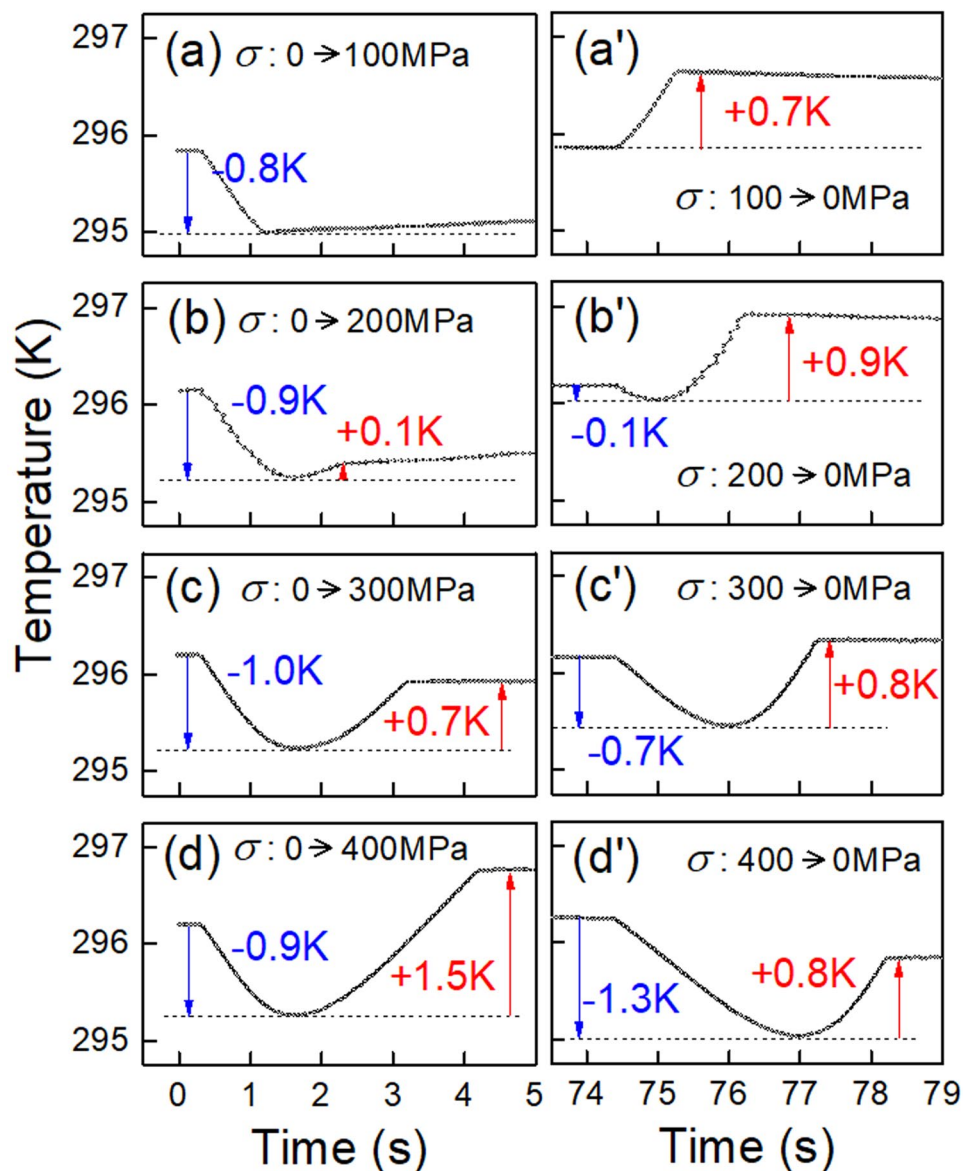 297
296
295
(a) σ: 0→100MPa
-0.8K
(a')
+0.7K
σ: 100→0MPa
297
296
295
(b) σ: 0→200MPa
-0.9K
+0.1K
(b')
+0.9K
-0.1K
σ: 200→0MPa
297
296
295
(c) σ: 0→300MPa
-1.0K
+0.7K
(c') σ: 300→0MPa
+0.8K
-0.7K
297
296
295
(d) σ: 0→400MPa
-0.9K
+1.5K
(d') σ: 400→0MPa
+0.8K
-1.3K
Temperature (K)
0 1 2 3 4 5
74 75 76 77 78 79
Time (s)
Time (s)